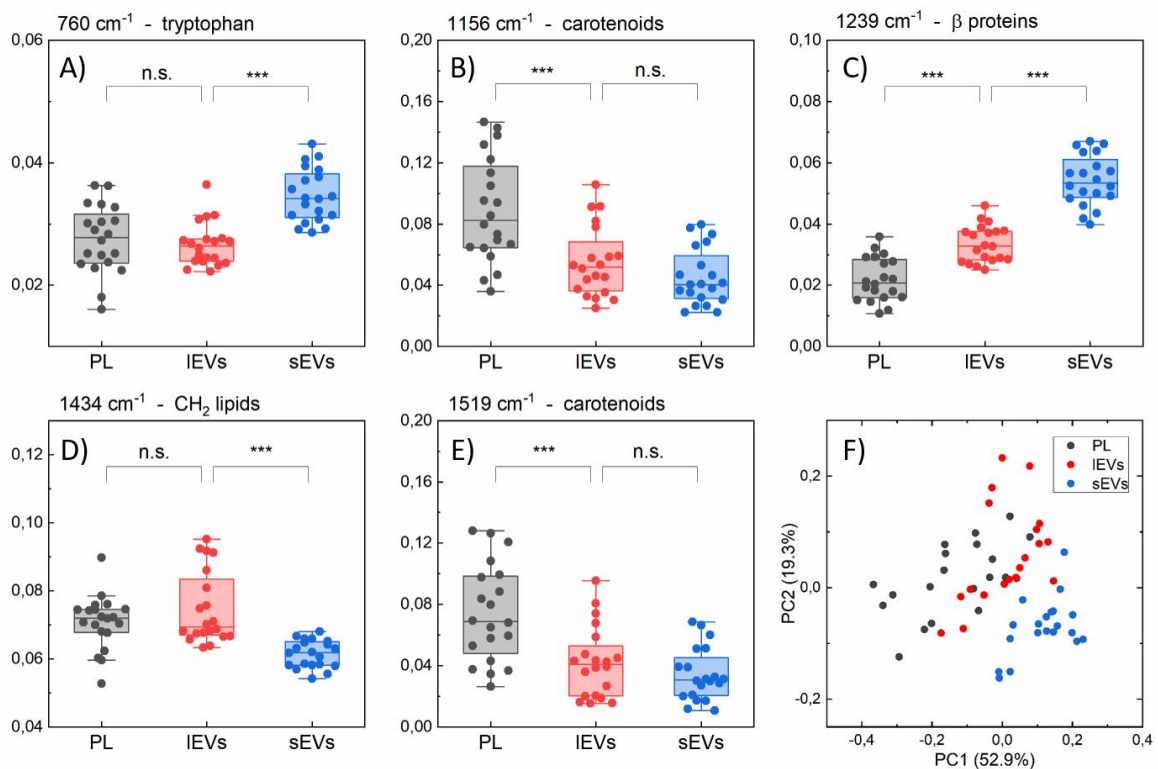 760 cm⁻¹ - tryptophan
A)
n.s.
***
0,06
0,04
0,02
PL
lEVs
sEVs
1156 cm⁻¹ - carotenoids
B)
***
n.s.
0,20
0,16
0,12
0,08
0,04
0,00
PL
lEVs
sEVs
1239 cm⁻¹ - β proteins
C)
***
***
0,10
0,08
0,06
0,04
0,02
0,00
PL
lEVs
sEVs
1434 cm⁻¹ - CH₂ lipids
D)
n.s.
***
0,12
0,10
0,08
0,06
0,04
PL
lEVs
sEVs
1519 cm⁻¹ - carotenoids
E)
***
n.s.
0,20
0,16
0,12
0,08
0,04
0,00
PL
lEVs
sEVs
F)
PL
lEVs
sEVs
PC2 (19.3%)
0,2
0,0
-0,2
-0,4
-0,2
0,0
0,2
0,4
PC1 (52.9%)